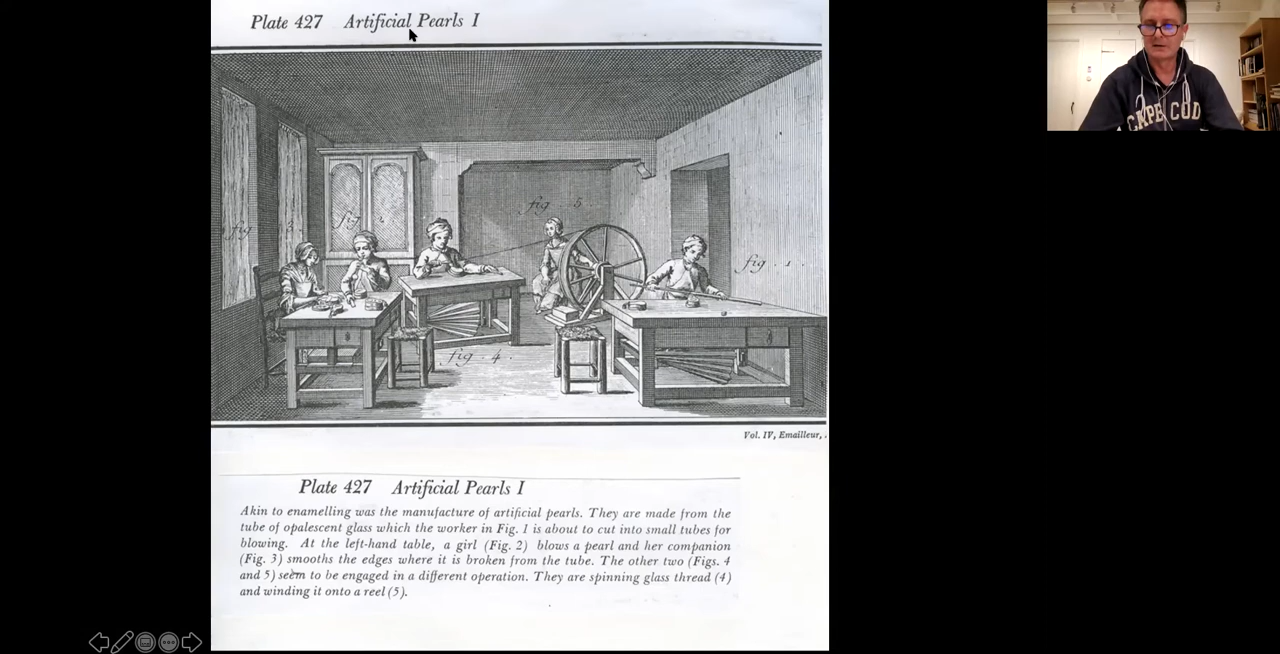 Plate 427 Artificial Pearls I
fig . 5 .
fig . 2
fig 3
fig . 1 .
fig . 4 .
Vol. IV, Emailleur,
Plate 427 Artificial Pearls I
Akin to enamelling was the manufacture of artificial pearls. They are made from the
tube of opalescent glass which the worker in Fig. 1 is about to cut into small tubes for
blowing. At the left-hand table, a girl (Fig. 2) blows a pearl and her companion
(Fig. 3) smooths the edges where it is broken from the tube. The other two (Figs. 4
and 5) seem to be engaged in a different operation. They are spinning glass thread (4)
and winding it onto a reel (5).
CAPE COD